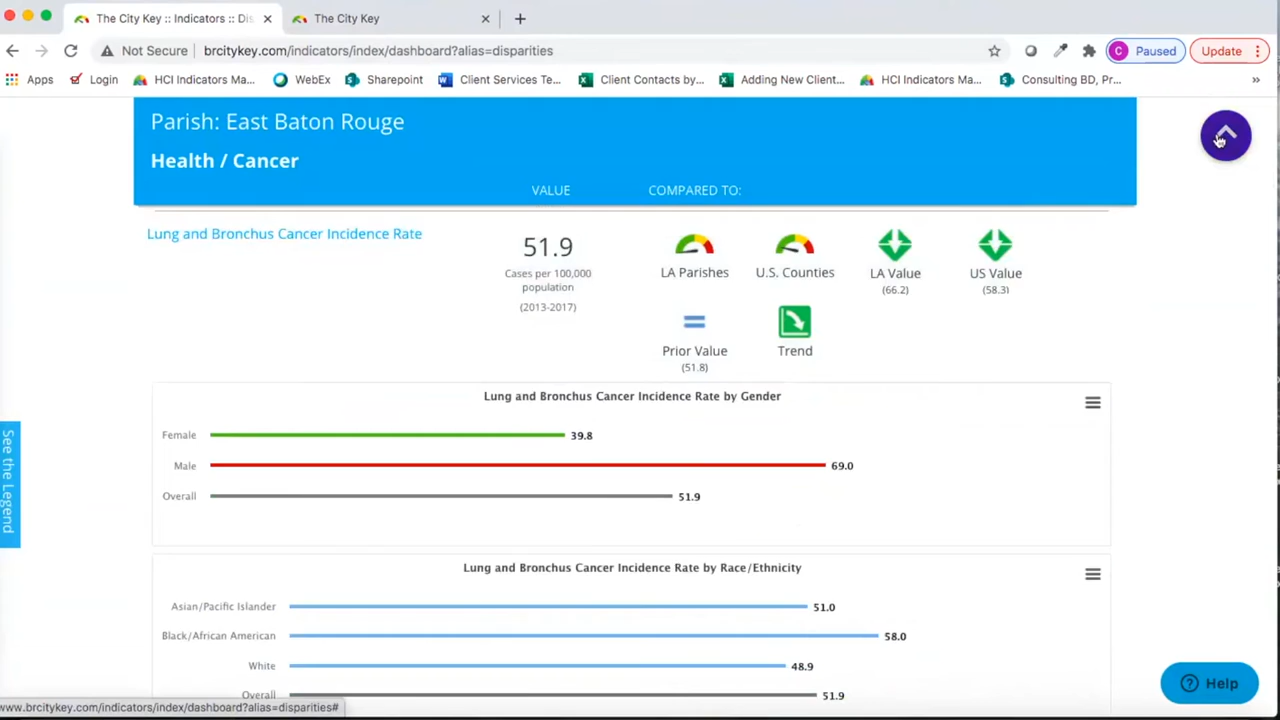 The City Key :: Indicators :: Dis
The City Key
Not Secure
brcitykey.com/indicators/index/dashboard?alias=disparities
C
Paused
Update
Apps
Login
HCI Indicators Ma...
WebEx
Sharepoint
Client Services Te...
Client Contacts by...
Adding New Client...
HCI Indicators Ma...
Consulting BD, Pr...
»
Parish: East Baton Rouge
Health / Cancer
VALUE
COMPARED TO:
Lung and Bronchus Cancer Incidence Rate
51.9
Cases per 100,000
population
(2013-2017)
LA Parishes
U.S. Counties
LA Value
(66.2)
US Value
(58.3)
Prior Value
(51.8)
Trend
See the Legend
Lung and Bronchus Cancer Incidence Rate by Gender
Female 39.8
Male 69.0
Overall 51.9
Lung and Bronchus Cancer Incidence Rate by Race/Ethnicity
Asian/Pacific Islander 51.0
Black/African American 58.0
White 48.9
Overall 51.9
Help
www.brcitykey.com/indicators/index/dashboard?alias=disparities#